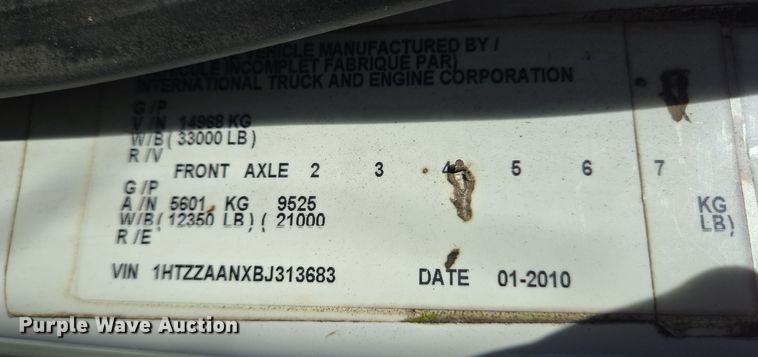 VEHICLE MANUFACTURED BY /
INCOMPLET FABRIQUE PAR)
INTERNATIONAL TRUCK AND ENGINE CORPORATION
G / P
V / N 14968 KG
W/B ( 33000 LB)
R / V
FRONT AXLE 2 3 4 5 6 7
G / P
A / N 5601 KG 9525 KG
W/B ( 12350 LB) ( 21000 LB)
R / E
VIN 1HTZZAANXBJ313683 DATE 01-2010
Purple Wave Auction